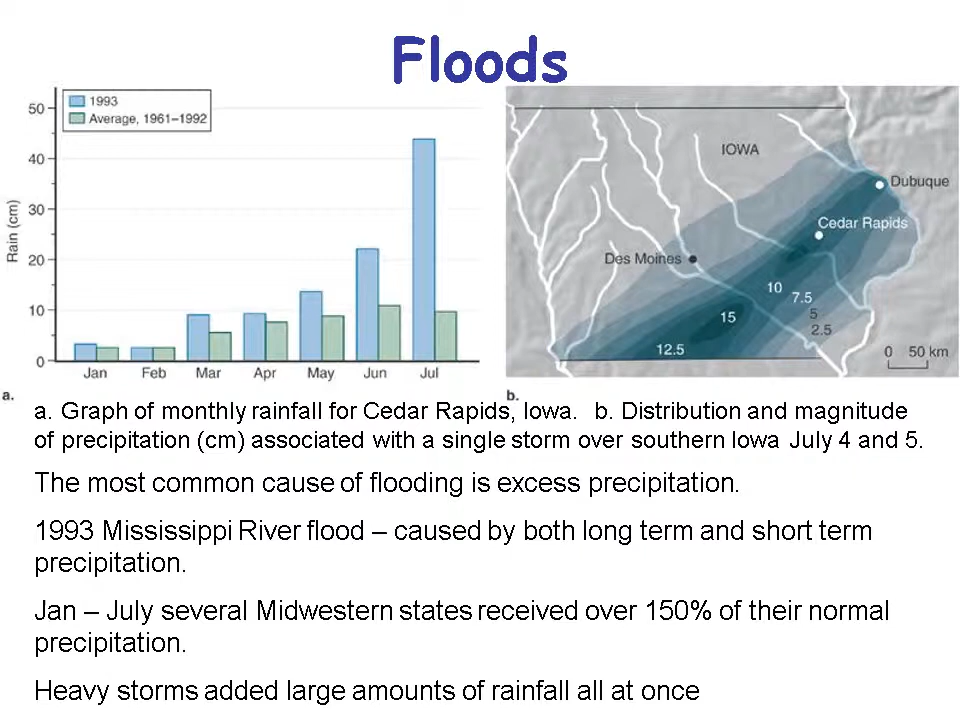 Floods
1993
Average, 1961–1992
50
40
30
20
10
0
Rain (cm)
Jan Feb Mar Apr May Jun Jul
a.
IOWA
Dubuque
Cedar Rapids
Des Moines
10
7.5
5
2.5
15
12.5
0 50 km
b.
a. Graph of monthly rainfall for Cedar Rapids, Iowa. b. Distribution and magnitude
of precipitation (cm) associated with a single storm over southern Iowa July 4 and 5.
The most common cause of flooding is excess precipitation.
1993 Mississippi River flood – caused by both long term and short term
precipitation.
Jan – July several Midwestern states received over 150% of their normal
precipitation.
Heavy storms added large amounts of rainfall all at once